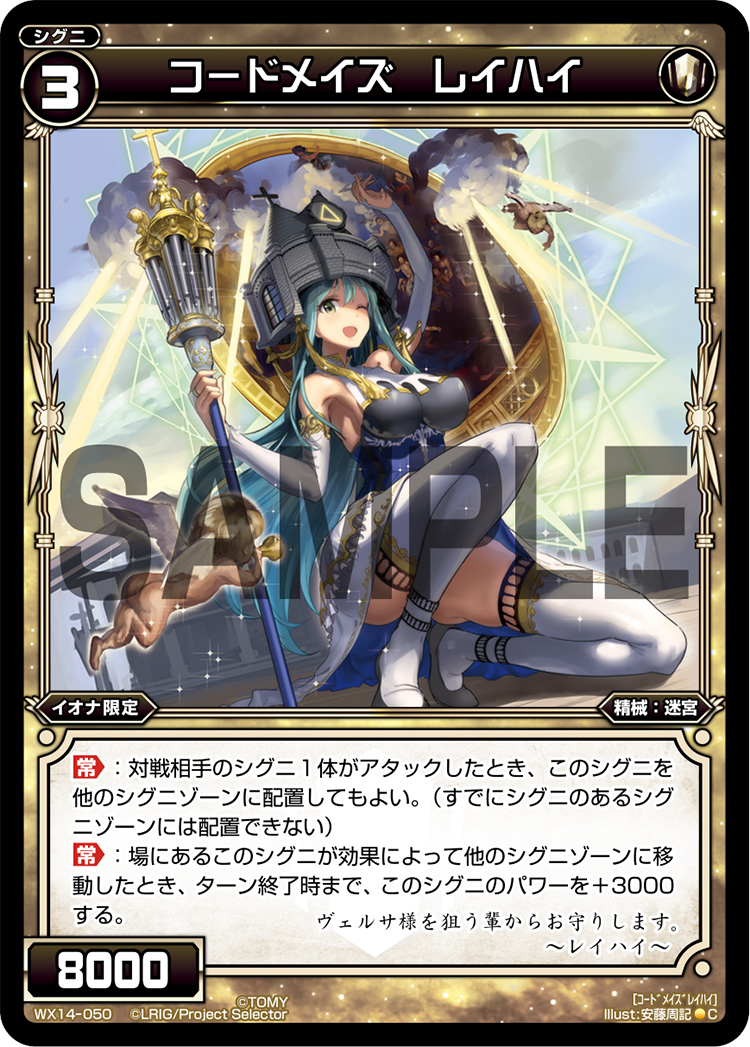 シグニ
3
コードメイズ　レイハイ
SAMPLE
イオナ限定
精械：迷宮
常：対戦相手のシグニ１体がアタックしたとき、このシグニを
他のシグニゾーンに配置してもよい。（すでにシグニのあるシグ
ニゾーンには配置できない）
常：場にあるこのシグニが効果によって他のシグニゾーンに移
動したとき、ターン終了時まで、このシグニのパワーを＋3000
する。
ヴェルサ様を狙う輩からお守りします。
～レイハイ～
8000
©TOMY
WX14-050 ©LRIG/Project Selector
[コードメイズレイハイ]
Illust:安藤周記 C